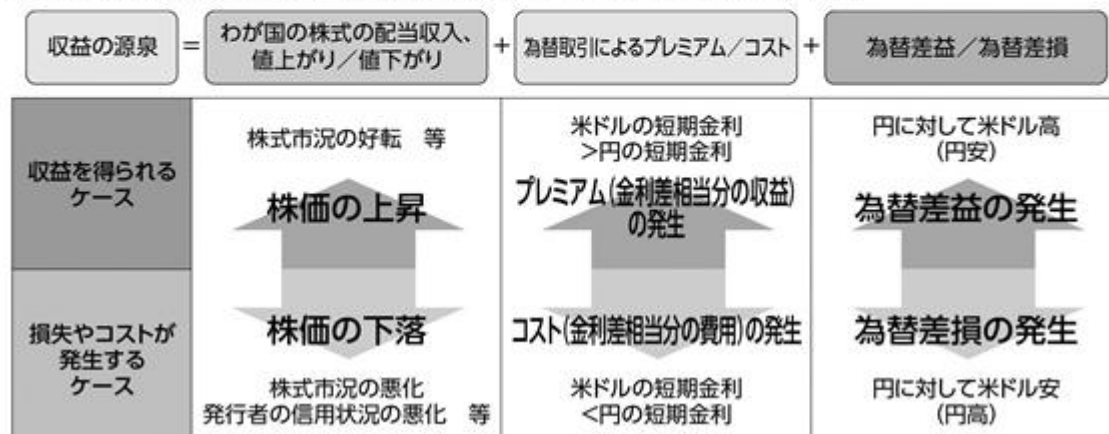 収益の源泉
=
わが国の株式の配当収入、
値上がり／値下がり
+
為替取引によるプレミアム／コスト
+
為替差益／為替差損
収益を得られる
ケース
株式市況の好転　等
株価の上昇
米ドルの短期金利
>円の短期金利
プレミアム(金利差相当分の収益)
の発生
円に対して米ドル高
(円安)
為替差益の発生
損失やコストが
発生する
ケース
株価の下落
株式市況の悪化
発行者の信用状況の悪化　等
コスト(金利差相当分の費用)の発生
米ドルの短期金利
<円の短期金利
為替差損の発生
円に対して米ドル安
(円高)